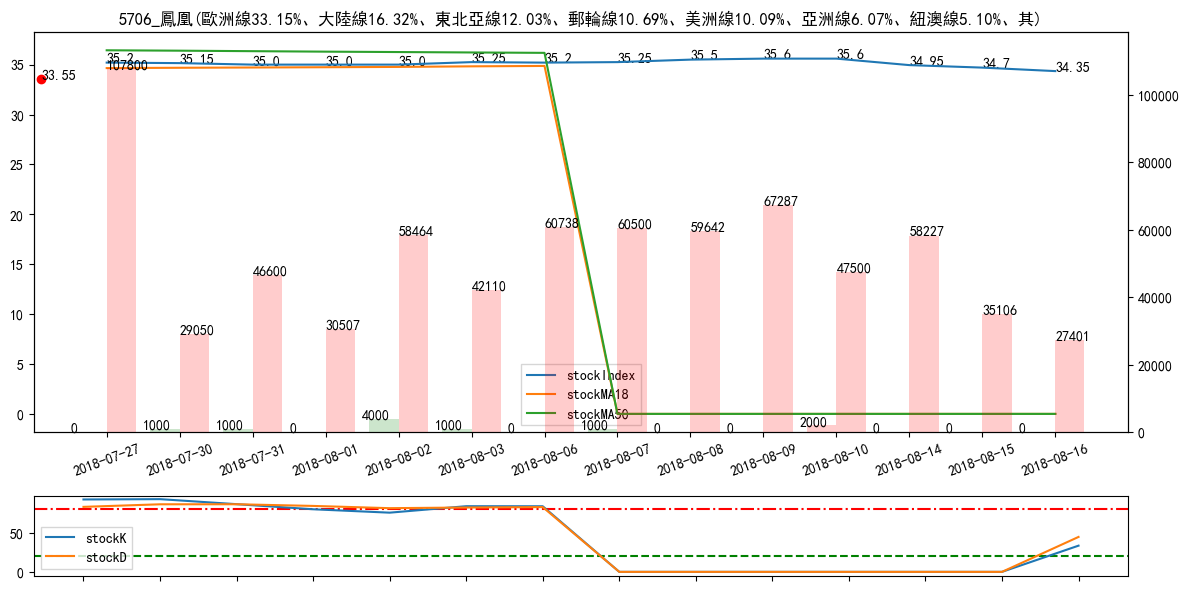 5706_鳳凰(歐洲線33.15%、大陸線16.32%、東北亞線12.03%、郵輪線10.69%、美洲線10.09%、亞洲線6.07%、紐澳線5.10%、其)
35.2 35.15 35.0 35.0 35.0 35.25 35.2 35.25 35.5 35.6 35.6 34.95 34.7 34.35
33.55
107800 29050 46600 30507 58464 42110 60738 60500 59642 67287 47500 58227 35106 27401
0 1000 1000 0 4000 1000 0 1000 0 0 2000 0 0 0
35
30
25
20
15
10
5
0
100000
80000
60000
40000
20000
0
stockIndex
stockMA18
stockMA50
2018-07-27 2018-07-30 2018-07-31 2018-08-01 2018-08-02 2018-08-03 2018-08-06 2018-08-07 2018-08-08 2018-08-09 2018-08-10 2018-08-14 2018-08-15 2018-08-16
50
0
stockK
stockD